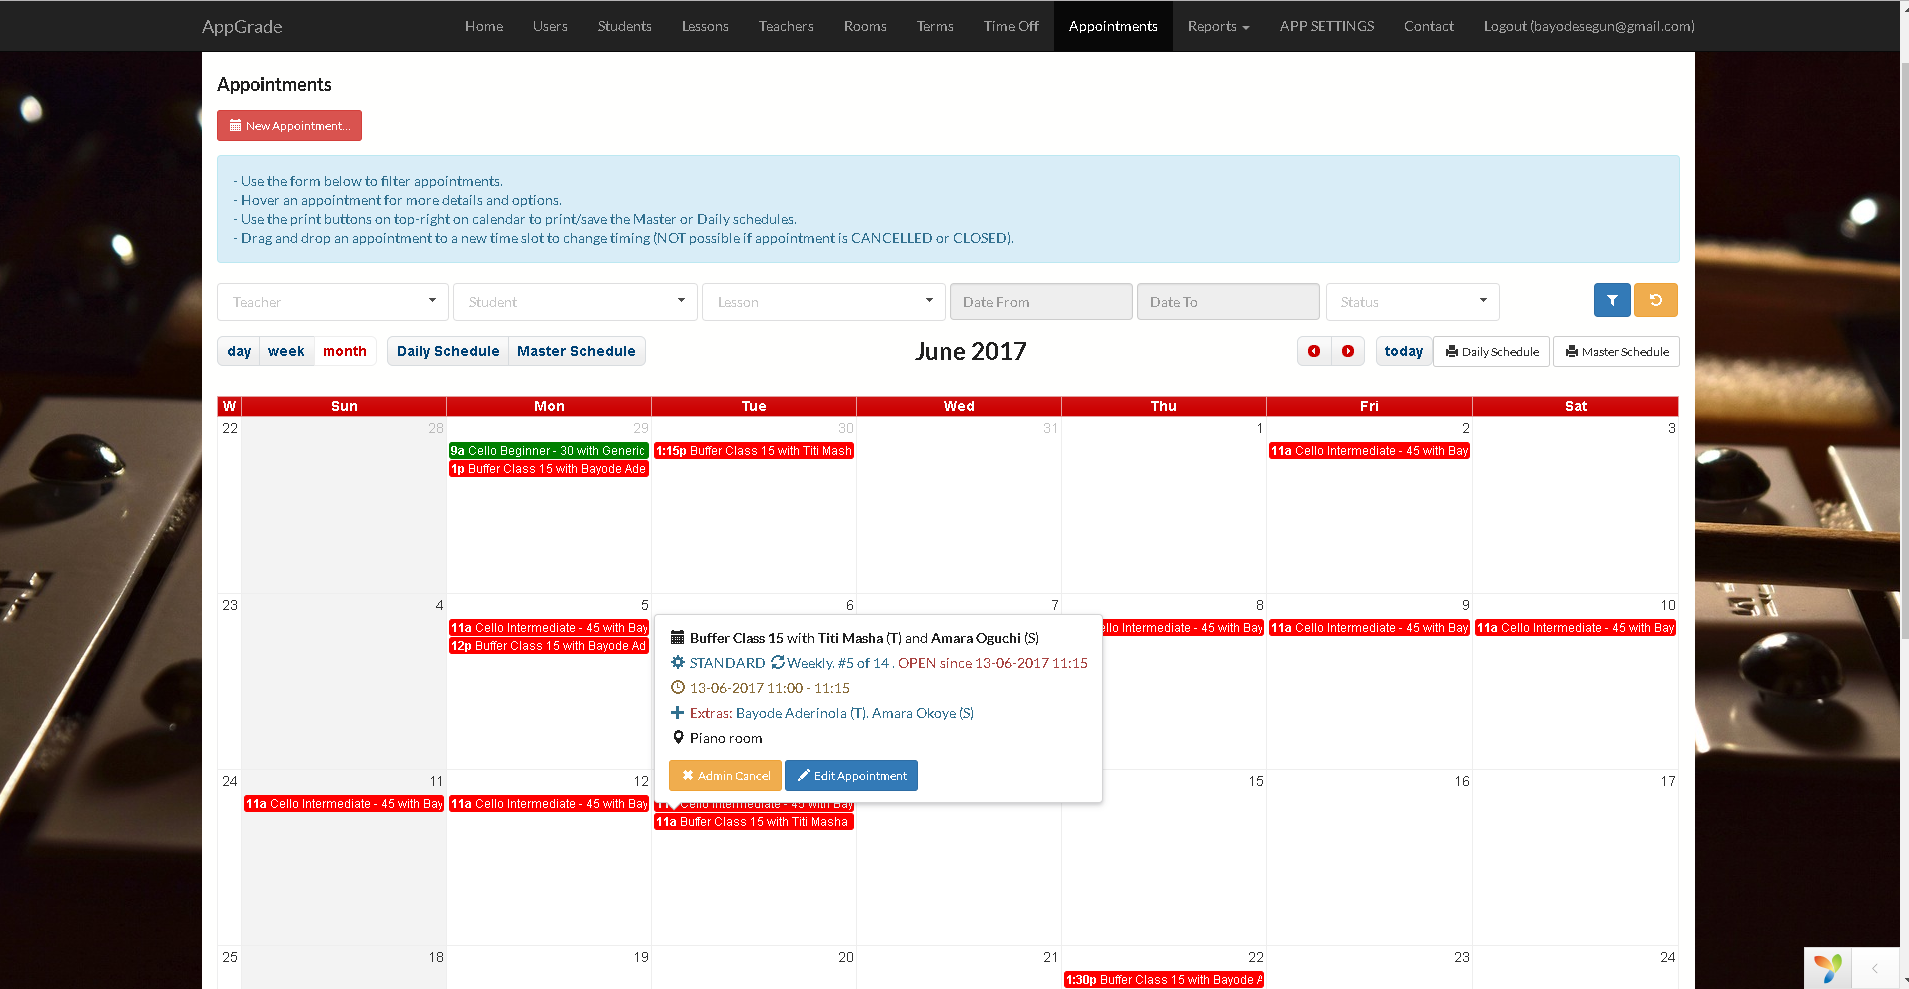 AppGrade Home Users Students Lessons Teachers Rooms Terms Time Off Appointments Reports APP SETTINGS Contact Logout (bayodesegun@gmail.com)
Appointments
New Appointment...
- Use the form below to filter appointments.
- Hover an appointment for more details and options.
- Use the print buttons on top-right on calendar to print/save the Master or Daily schedules.
- Drag and drop an appointment to a new time slot to change timing (NOT possible if appointment is CANCELLED or CLOSED).
Teacher Student Lesson Date From Date To Status
day week month Daily Schedule Master Schedule June 2017 today Daily Schedule Master Schedule
W Sun Mon Tue Wed Thu Fri Sat
22 28 29 30 31 1 2 3
9a Cello Beginner - 30 with Generic 1:15p Buffer Class 15 with Titi Mash 11a Cello Intermediate - 45 with Bay
1p Buffer Class 15 with Bayode Ade
23 4 5 6 7 8 9 10
11a Cello Intermediate - 45 with Bay ello Intermediate - 45 with Bay 11a Cello Intermediate - 45 with Bay 11a Cello Intermediate - 45 with Bay
12p Buffer Class 15 with Bayode Ad
Buffer Class 15 with Titi Masha (T) and Amara Oguchi (S)
STANDARD Weekly. #5 of 14 . OPEN since 13-06-2017 11:15
13-06-2017 11:00 - 11:15
Extras: Bayode Aderinola (T). Amara Okoye (S)
Piano room
Admin Cancel Edit Appointment
24 11 12 15 16 17
11a Cello Intermediate - 45 with Bay 11a Cello Intermediate - 45 with Bay 11a Cello Intermediate - 45 with Bay
11a Buffer Class 15 with Titi Masha
25 18 19 20 21 22 23 24
1:30p Buffer Class 15 with Bayode A